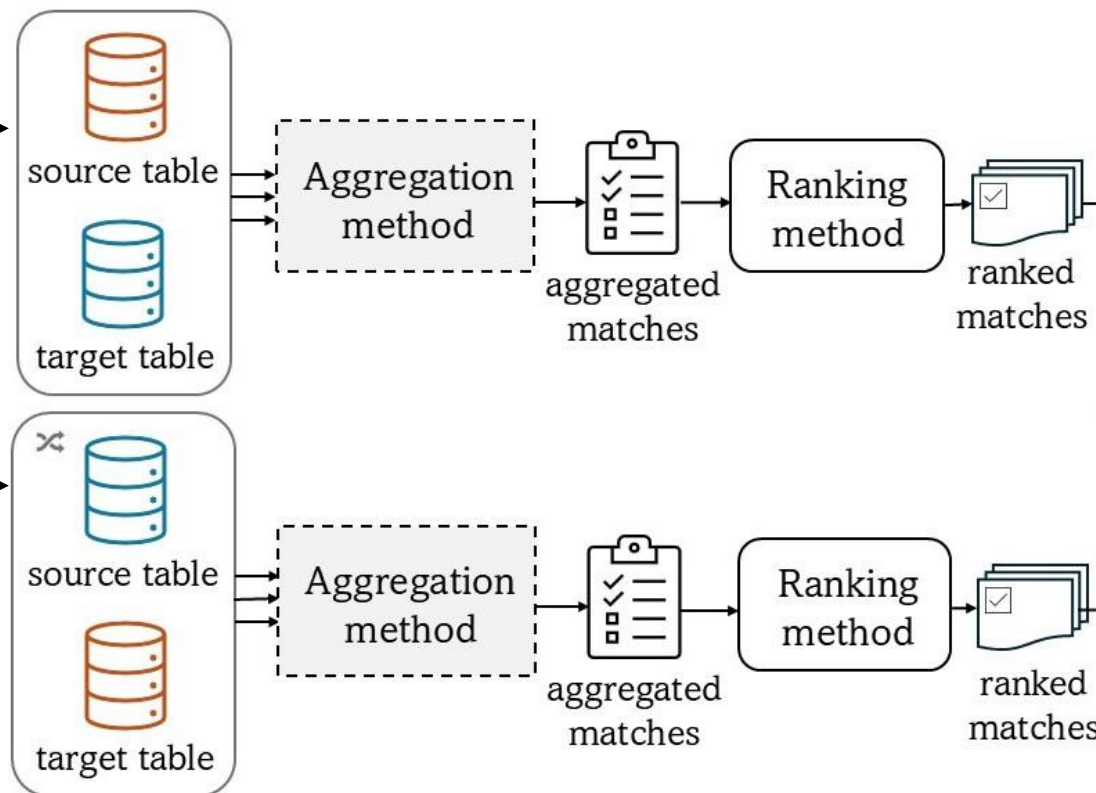 source table
target table
Aggregation
method
aggregated
matches
Ranking
method
ranked
matches
source table
target table
Aggregation
method
aggregated
matches
Ranking
method
ranked
matches